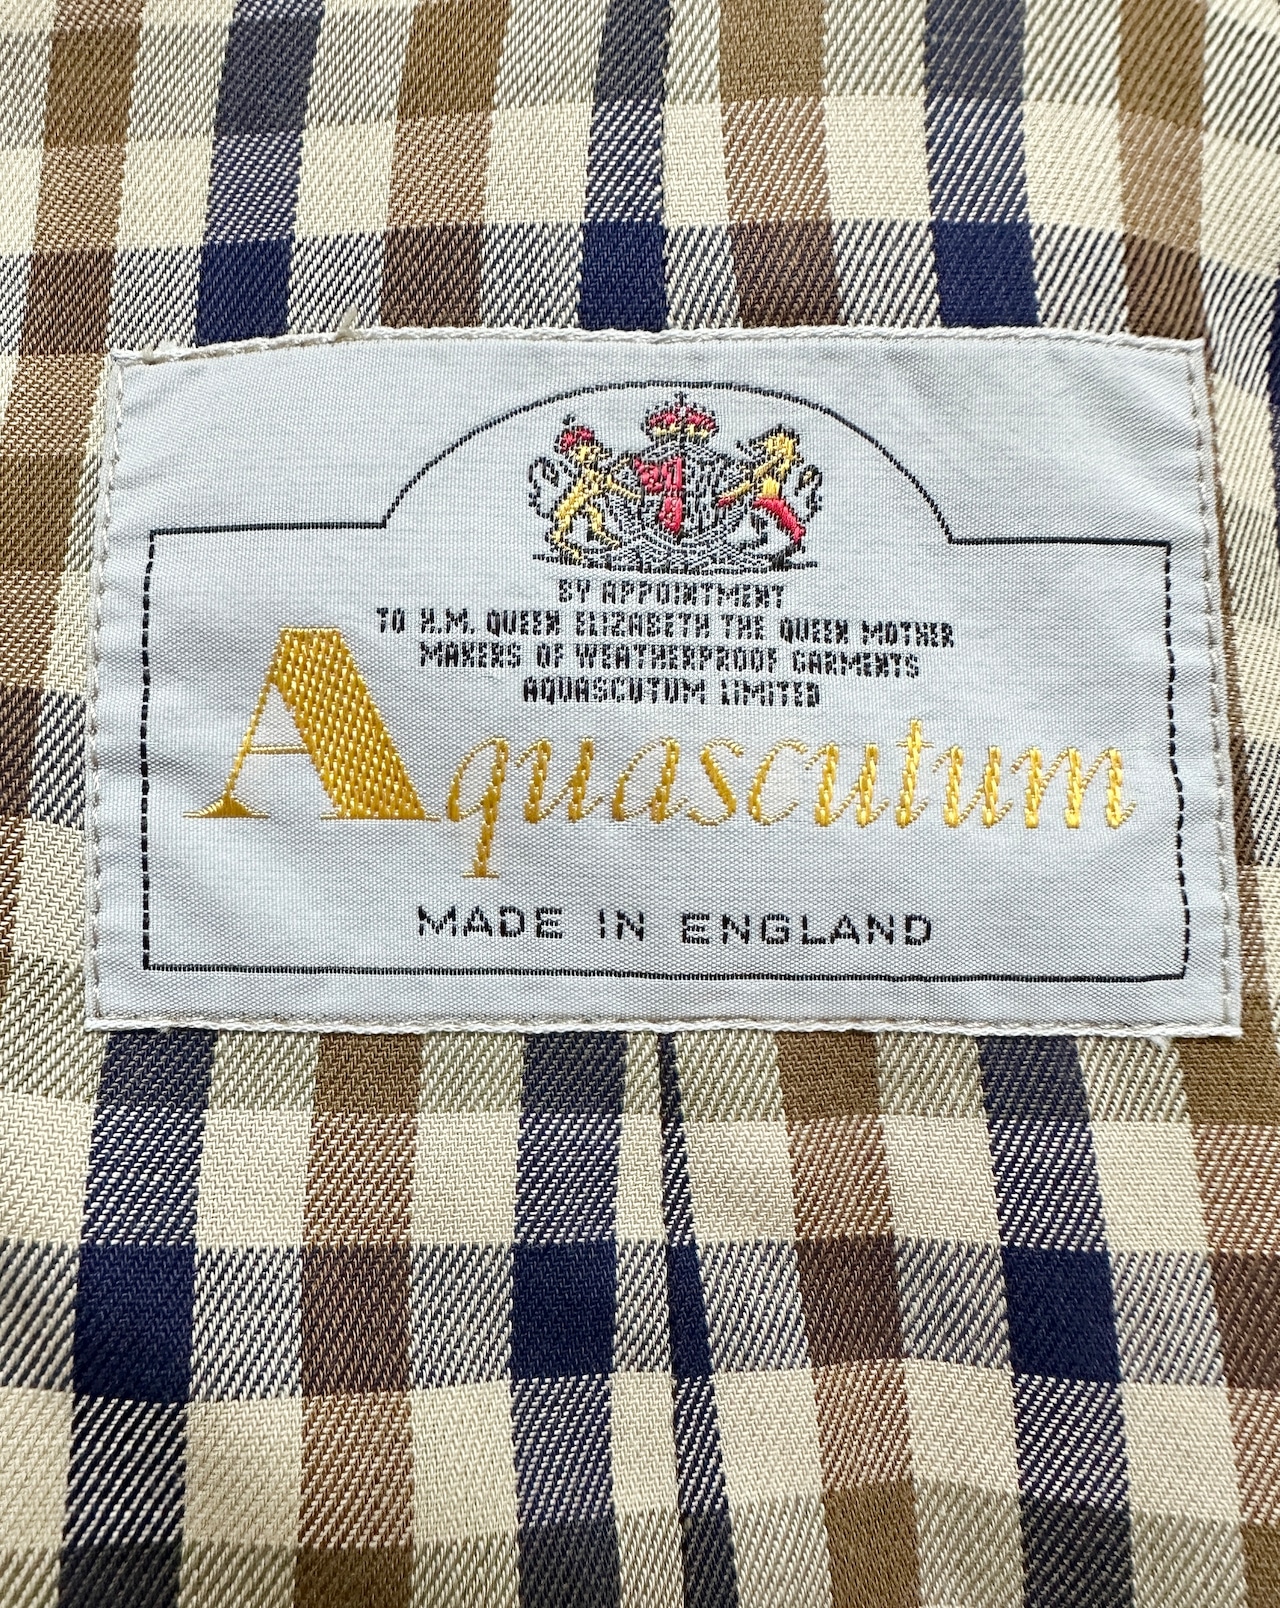 BY APPOINTMENT
TO H.M. QUEEN ELIZABETH THE QUEEN MOTHER
MAKERS OF WEATHERPROOF GARMENTS
AQUASCUTUM LIMITED
Aquascutum
MADE IN ENGLAND